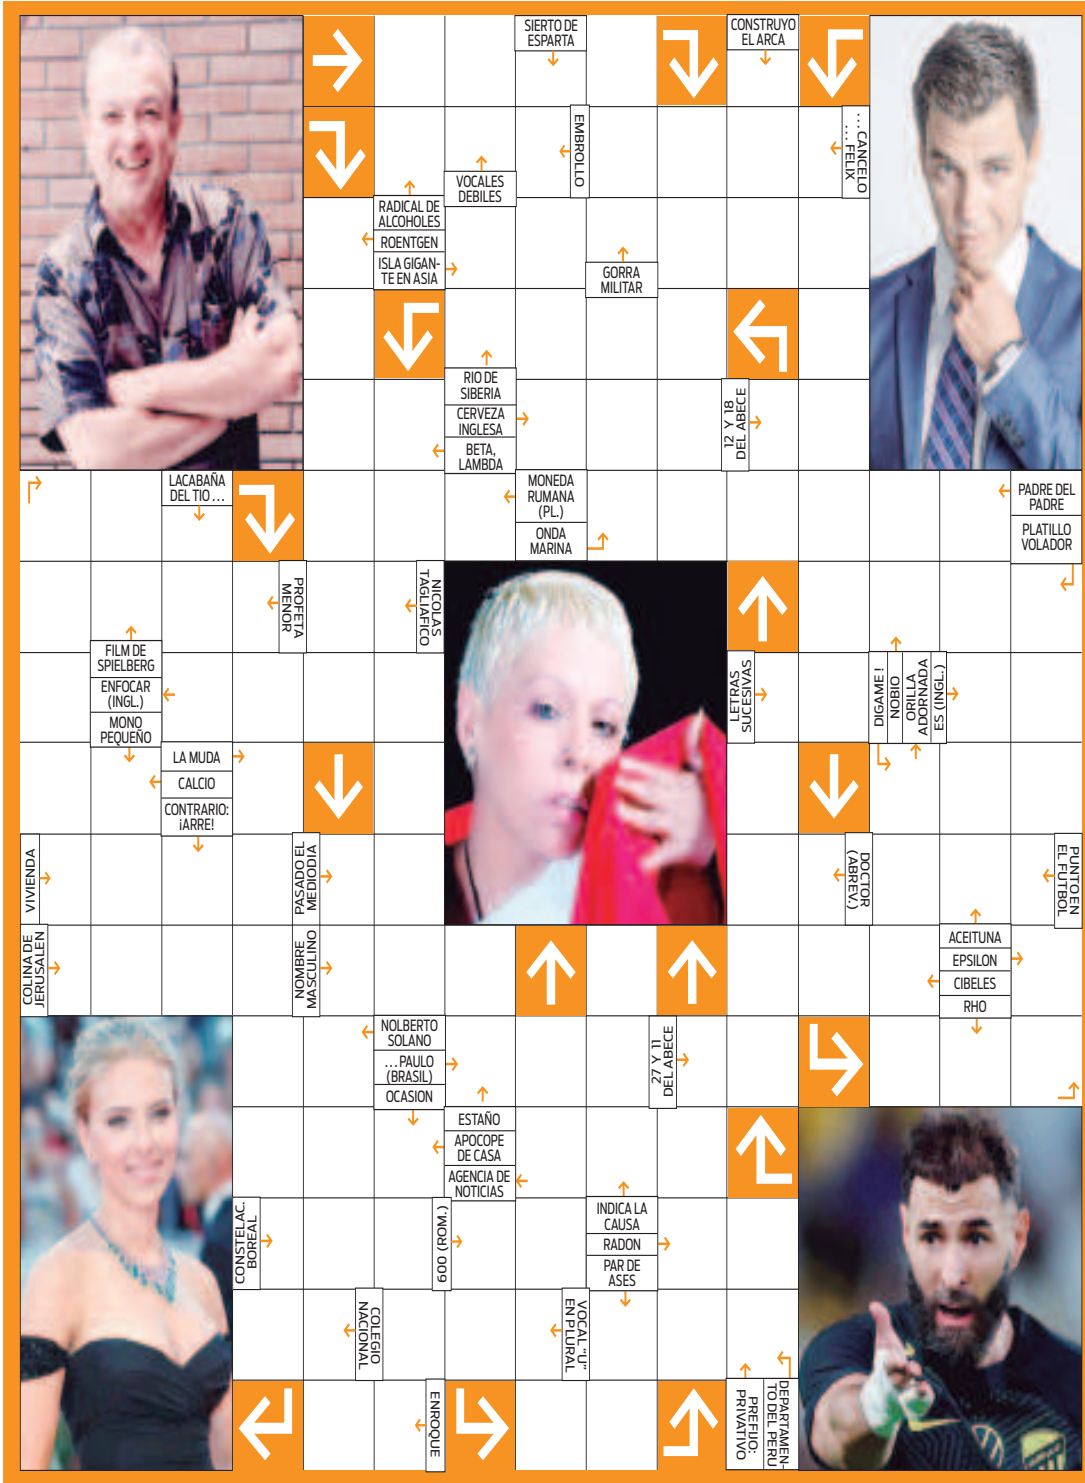 SIERTO DE
ESPARTA
CONSTRUYO
EL ARCA
EMBROLLO
... CANCELO
... FELIX
VOCALES
DEBILES
RADICAL DE
ALCOHOLES
ROENTGEN
ISLA GIGAN-
TE EN ASIA
GORRA
MILITAR
RIO DE
SIBERIA
CERVEZA
INGLESA
BETA,
LAMBDA
12 Y 18
DEL ABECE
LACABAÑA
DEL TIO ...
MONEDA
RUMANA
(PL.)
ONDA
MARINA
PADRE DEL
PADRE
PLATILLO
VOLADOR
PROFETA
MENOR
NICOLAS
TAGLIAFICO
FILM DE
SPIELBERG
ENFOCAR
(INGL.)
MONO
PEQUEÑO
LETRAS
SUCESIVAS
DIGAME !
NOBIO
ORILLA
ADORNADA
ES (INGL.)
LA MUDA
CALCIO
CONTRARIO:
¡ARRE!
VIVIENDA
PASADO EL
MEDIODIA
DOCTOR
(ABREV.)
PUNTO EN
EL FUTBOL
COLINA DE
JERUSALEN
NOMBRE
MASCULINO
ACEITUNA
EPSILON
CIBELES
RHO
NOLBERTO
SOLANO
... PAULO
(BRASIL)
OCASION
27 Y 11
DEL ABECE
ESTAÑO
APOCOPE
DE CASA
AGENCIA DE
NOTICIAS
CONSTELAC.
BOREAL
600 (ROM.)
INDICA LA
CAUSA
RADON
PAR DE
ASES
COLEGIO
NACIONAL
VOCAL "U"
EN PLURAL
ENROQUE
DEPARTAMEN-
TO DEL PERU
PREFIJO:
PRIVATIVO